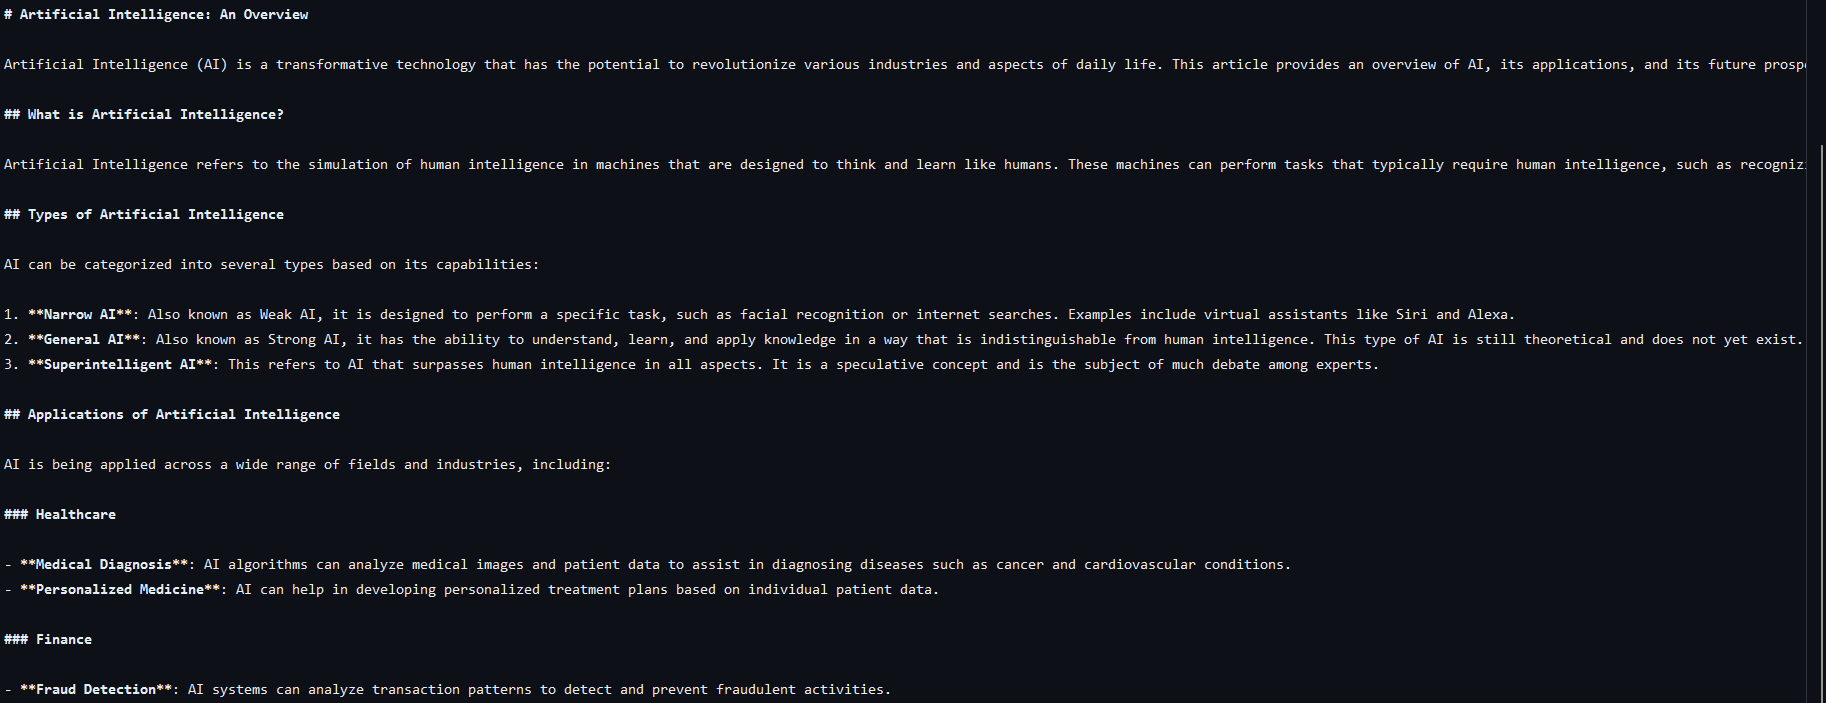 # Artificial Intelligence: An Overview
Artificial Intelligence (AI) is a transformative technology that has the potential to revolutionize various industries and aspects of daily life. This article provides an overview of AI, its applications, and its future
## What is Artificial Intelligence?
Artificial Intelligence refers to the simulation of human intelligence in machines that are designed to think and learn like humans. These machines can perform tasks that typically require human intelligence, such as
## Types of Artificial Intelligence
AI can be categorized into several types based on its capabilities:
1. **Narrow AI**: Also known as Weak AI, it is designed to perform a specific task, such as facial recognition or internet searches. Examples include virtual assistants like Siri and Alexa.
2. **General AI**: Also known as Strong AI, it has the ability to understand, learn, and apply knowledge in a way that is indistinguishable from human intelligence. This type of AI is still theoretical and does not yet exist.
3. **Superintelligent AI**: This refers to AI that surpasses human intelligence in all aspects. It is a speculative concept and is the subject of much debate among experts.
## Applications of Artificial Intelligence
AI is being applied across a wide range of fields and industries, including:
### Healthcare
- **Medical Diagnosis**: AI algorithms can analyze medical images and patient data to assist in diagnosing diseases such as cancer and cardiovascular conditions.
- **Personalized Medicine**: AI can help in developing personalized treatment plans based on individual patient data.
### Finance
- **Fraud Detection**: AI systems can analyze transaction patterns to detect and prevent fraudulent activities.